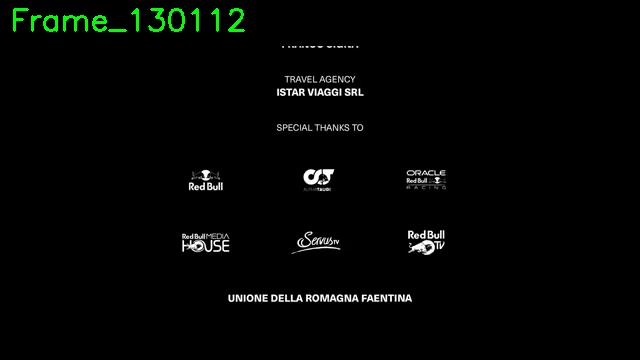 Frame_130112
TRAVEL AGENCY
ISTAR VIAGGI SRL
SPECIAL THANKS TO
Red Bull
ALPHATAURI
ORACLE
Red Bull
RACING
Red Bull MEDIA
HOUSE
ServusTV
Red Bull
TV
UNIONE DELLA ROMAGNA FAENTINA